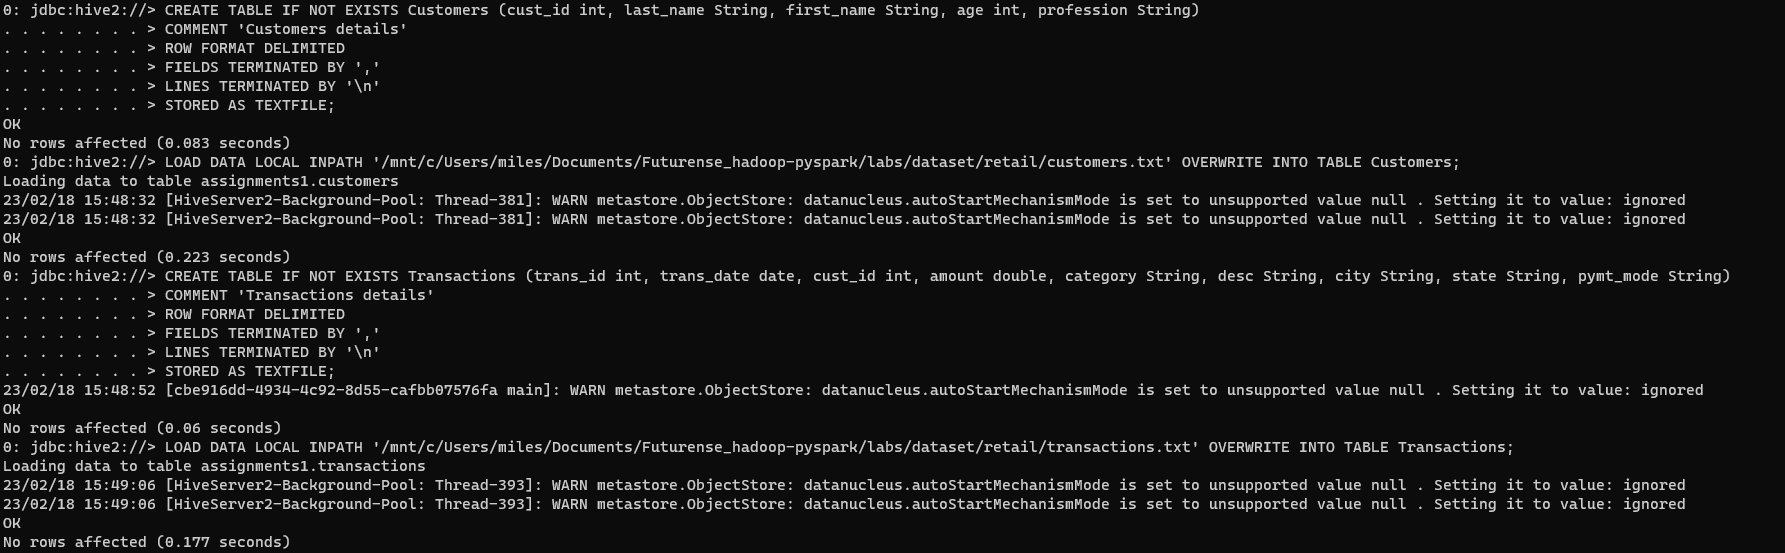 0: jdbc:hive2://> CREATE TABLE IF NOT EXISTS Customers (cust_id int, last_name String, first_name String, age int, profession String)
. . . . . . . . > COMMENT 'Customers details'
. . . . . . . . > ROW FORMAT DELIMITED
. . . . . . . . > FIELDS TERMINATED BY ','
. . . . . . . . > LINES TERMINATED BY '\n'
. . . . . . . . > STORED AS TEXTFILE;
OK
No rows affected (0.083 seconds)
0: jdbc:hive2://> LOAD DATA LOCAL INPATH '/mnt/c/Users/miles/Documents/Futurense_hadoop-pyspark/labs/dataset/retail/customers.txt' OVERWRITE INTO TABLE Customers;
Loading data to table assignments1.customers
23/02/18 15:48:32 [HiveServer2-Background-Pool: Thread-381]: WARN metastore.ObjectStore: datanucleus.autoStartMechanismMode is set to unsupported value null . Setting it to value: ignored
23/02/18 15:48:32 [HiveServer2-Background-Pool: Thread-381]: WARN metastore.ObjectStore: datanucleus.autoStartMechanismMode is set to unsupported value null . Setting it to value: ignored
OK
No rows affected (0.223 seconds)
0: jdbc:hive2://> CREATE TABLE IF NOT EXISTS Transactions (trans_id int, trans_date date, cust_id int, amount double, category String, desc String, city String, state String, pymt_mode String)
. . . . . . . . > COMMENT 'Transactions details'
. . . . . . . . > ROW FORMAT DELIMITED
. . . . . . . . > FIELDS TERMINATED BY ','
. . . . . . . . > LINES TERMINATED BY '\n'
. . . . . . . . > STORED AS TEXTFILE;
23/02/18 15:48:52 [cbe916dd-4934-4c92-8d55-cafbb07576fa main]: WARN metastore.ObjectStore: datanucleus.autoStartMechanismMode is set to unsupported value null . Setting it to value: ignored
OK
No rows affected (0.06 seconds)
0: jdbc:hive2://> LOAD DATA LOCAL INPATH '/mnt/c/Users/miles/Documents/Futurense_hadoop-pyspark/labs/dataset/retail/transactions.txt' OVERWRITE INTO TABLE Transactions;
Loading data to table assignments1.transactions
23/02/18 15:49:06 [HiveServer2-Background-Pool: Thread-393]: WARN metastore.ObjectStore: datanucleus.autoStartMechanismMode is set to unsupported value null . Setting it to value: ignored
23/02/18 15:49:06 [HiveServer2-Background-Pool: Thread-393]: WARN metastore.ObjectStore: datanucleus.autoStartMechanismMode is set to unsupported value null . Setting it to value: ignored
OK
No rows affected (0.177 seconds)